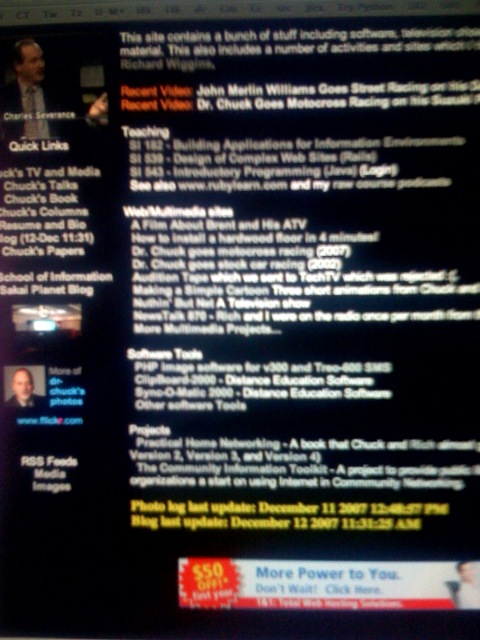 This site contains a bunch of stuff including software, television
material. This also includes a number of activities and sites which
Richard Wiggins.
Recent Video: John Merlin Williams Goes Street Racing on his
Recent Video: Dr. Chuck Goes Motocross Racing on his Suzuki
Charles Severance
Quick Links
Chuck's TV and Media
Chuck's Talks
Chuck's Book
Chuck's Columns
Resume and Bio
Blog (12-Dec 11:31)
Chuck's Papers
School of Information
Sakai Planet Blog
More of
dr-
chuck's
photos
www.flickr.com
RSS Feeds
Media
Images
Teaching
SI 182 - Building Applications for Information Environments
SI 539 - Design of Complex Web Sites (Rails)
SI 543 - Introductory Programming (Java) (Login)
See also www.rubylearn.com and my raw course podcasts
Web/Multimedia sites
A Film About Brent and His ATV
How to install a hardwood floor in 4 minutes!
Dr. Chuck goes motocross racing (2007)
Dr. Chuck goes stock car racing (2002)
Audition Tape which we sent to TechTV which was rejected :(.
Making a Simple Cartoon Three short animations from Chuck and
Nuthin' But Net A Television show
NewsTalk 870 - Rich and I were on the radio once per month from
More Multimedia Projects...
Software Tools
PHP Image software for v300 and Treo-600 SMS
ClipBoard-2000 - Distance Education Software
Sync-O-Matic 2000 - Distance Education Software
Other software Tools
Projects
Practical Home Networking - A book that Chuck and Rich almost
Version 2, Version 3, and Version 4)
The Community Information Toolkit - A project to provide public
organizations a start on using Internet in Community Networking.
Photo log last update: December 11 2007 12:48:57 PM
Blog last update: December 12 2007 11:31:25 AM
$50
OFF!*
first year
More Power to You.
Don't Wait! Click Here.
1&1: Total Web Hosting Solutions.